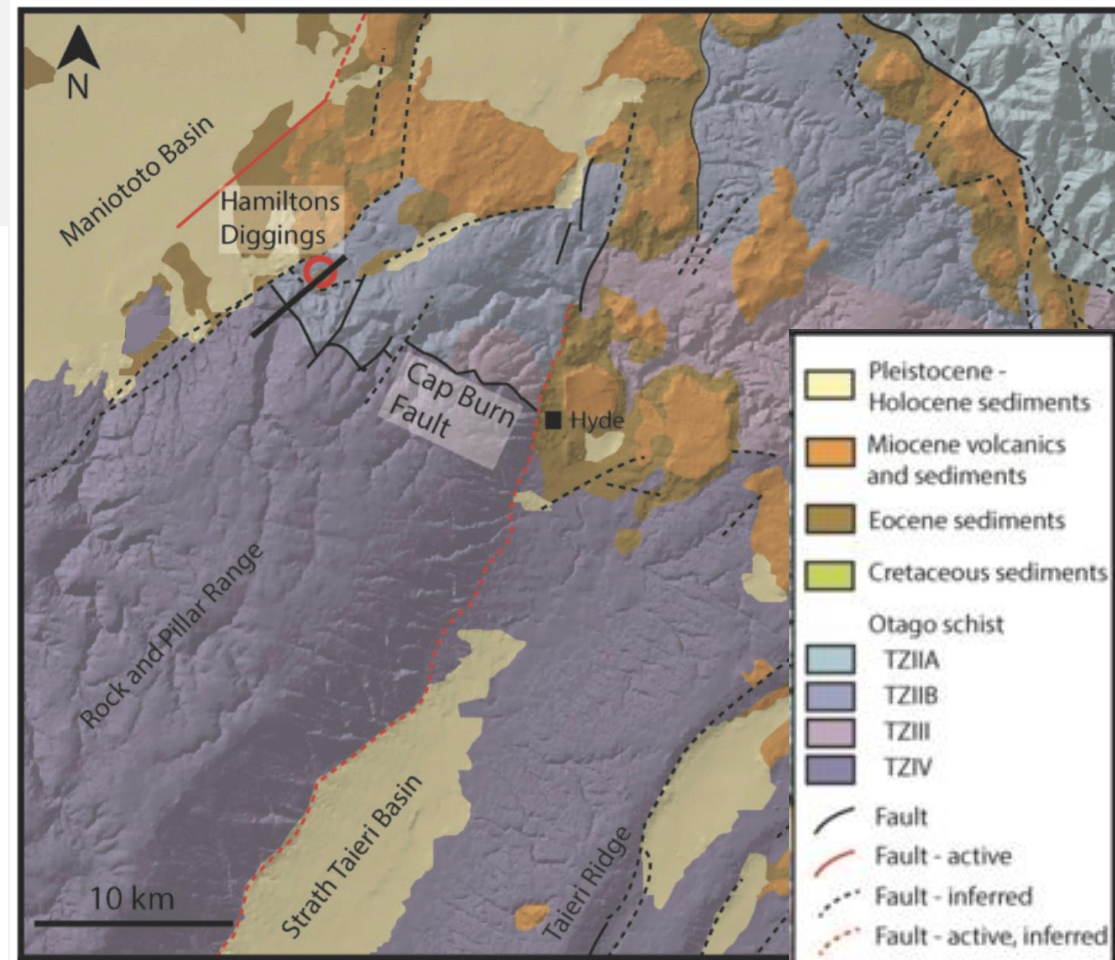 N
Maniototo Basin
Hamiltons
Diggings
Cap Burn
Fault
Hyde
Rock and Pillar Range
Strath Taieri Basin
Taieri Ridge
10 km
Pleistocene -
Holocene sediments
Miocene volcanics
and sediments
Eocene sediments
Cretaceous sediments
Otago schist
TZIIA
TZIIB
TZIII
TZIV
Fault
Fault - active
Fault - inferred
Fault - active, inferred